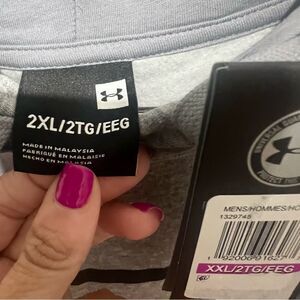 2XL/2TG/EEG
MADE IN MALAYSIA
FABRIQUÉ EN MALAISIE
HECHO EN MALASIA
MENS/HOMMES/HO
1329745
XXL/2TG/EEG